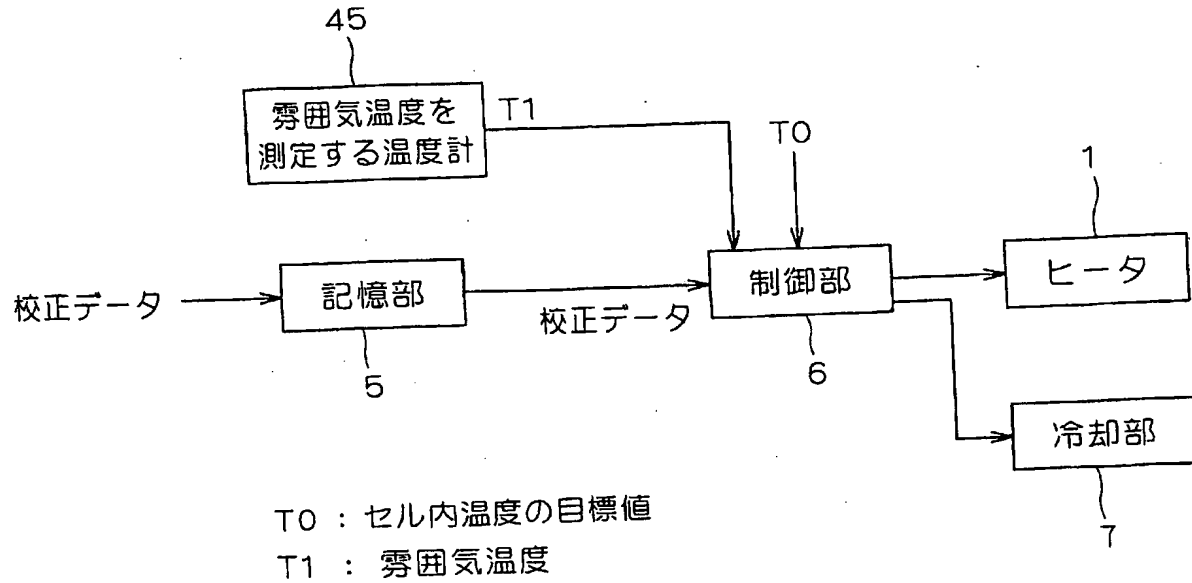 45
雰囲気温度を
測定する温度計
T1
T0
1
校正データ
記憶部
校正データ
制御部
ヒータ
5
6
冷却部
7
T0 : セル内温度の目標値
T1 : 雰囲気温度